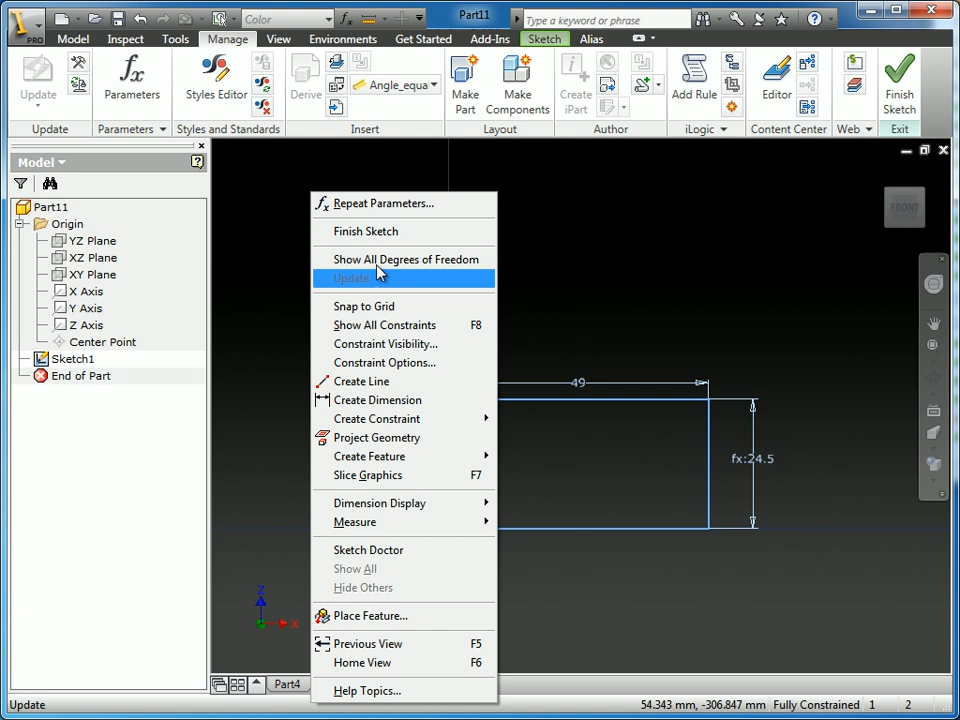 Color
Part11
Type a keyword or phrase
PRO
Model
Inspect
Tools
Manage
View
Environments
Get Started
Add-Ins
Sketch
Alias
Update
Parameters
Styles Editor
Derive
Angle_equa
Make Part
Make Components
Create iPart
Add Rule
Editor
Finish Sketch
Update
Parameters
Styles and Standards
Insert
Layout
Author
iLogic
Content Center
Web
Exit
Model
Part11
Origin
YZ Plane
XZ Plane
XY Plane
X Axis
Y Axis
Z Axis
Center Point
Sketch1
End of Part
Repeat Parameters...
Finish Sketch
Show All Degrees of Freedom
Update
Snap to Grid
Show All Constraints F8
Constraint Visibility...
Constraint Options...
Create Line
Create Dimension
Create Constraint
Project Geometry
Create Feature
Slice Graphics F7
Dimension Display
Measure
Sketch Doctor
Show All
Hide Others
Place Feature...
Previous View F5
Home View F6
Help Topics...
FRONT
49
fx:24.5
Z
X
Part4
Update
54.343 mm, -306.847 mm Fully Constrained 1 2